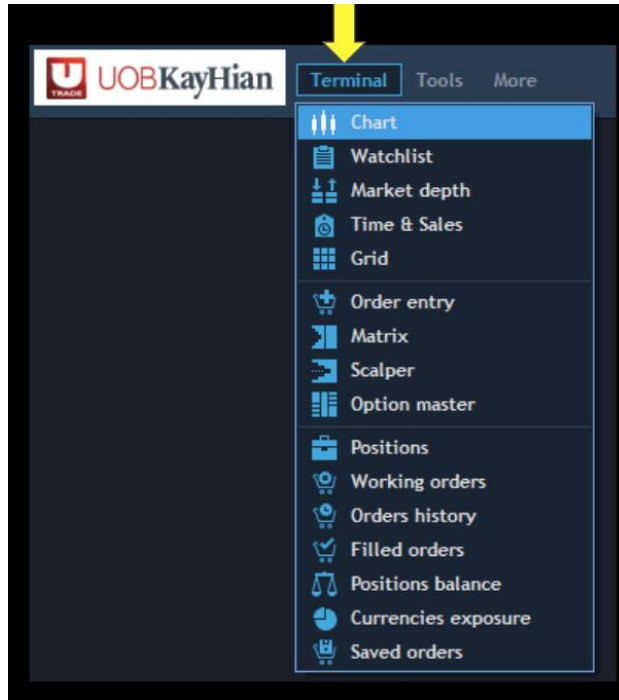 U
TRADE
UOBKayHian
Terminal Tools More
Chart
Watchlist
Market depth
Time & Sales
Grid
Order entry
Matrix
Scalper
Option master
Positions
Working orders
Orders history
Filled orders
Positions balance
Currencies exposure
Saved orders